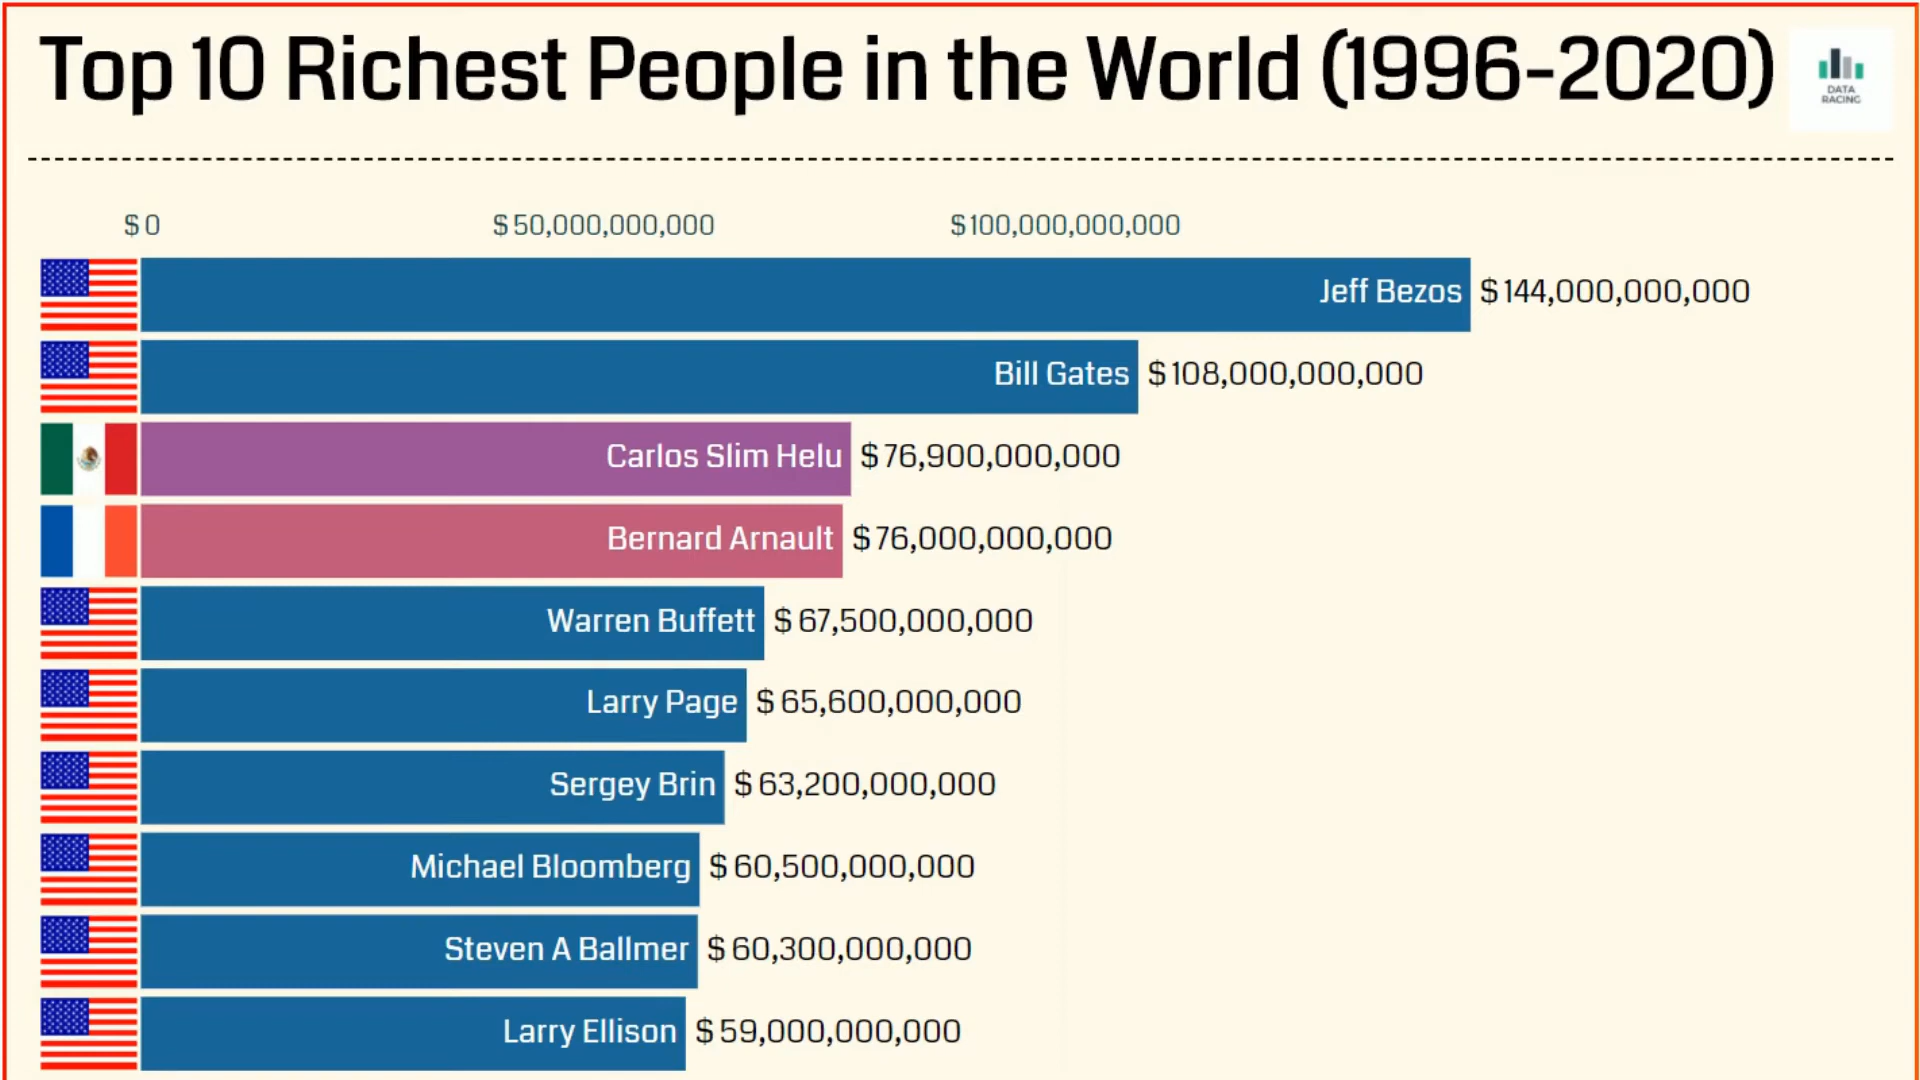 Top 10 Richest People in the World (1996-2020)
DATA
RACING
$ 0 $ 50,000,000,000 $ 100,000,000,000
Jeff Bezos $ 144,000,000,000
Bill Gates $ 108,000,000,000
Carlos Slim Helu $ 76,900,000,000
Bernard Arnault $ 76,000,000,000
Warren Buffett $ 67,500,000,000
Larry Page $ 65,600,000,000
Sergey Brin $ 63,200,000,000
Michael Bloomberg $ 60,500,000,000
Steven A Ballmer $ 60,300,000,000
Larry Ellison $ 59,000,000,000